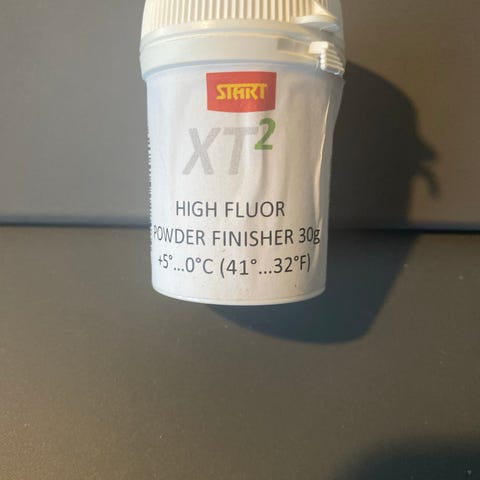 START
XT²
HIGH FLUOR
POWDER FINISHER 30g
+5°...0°C (41°...32°F)